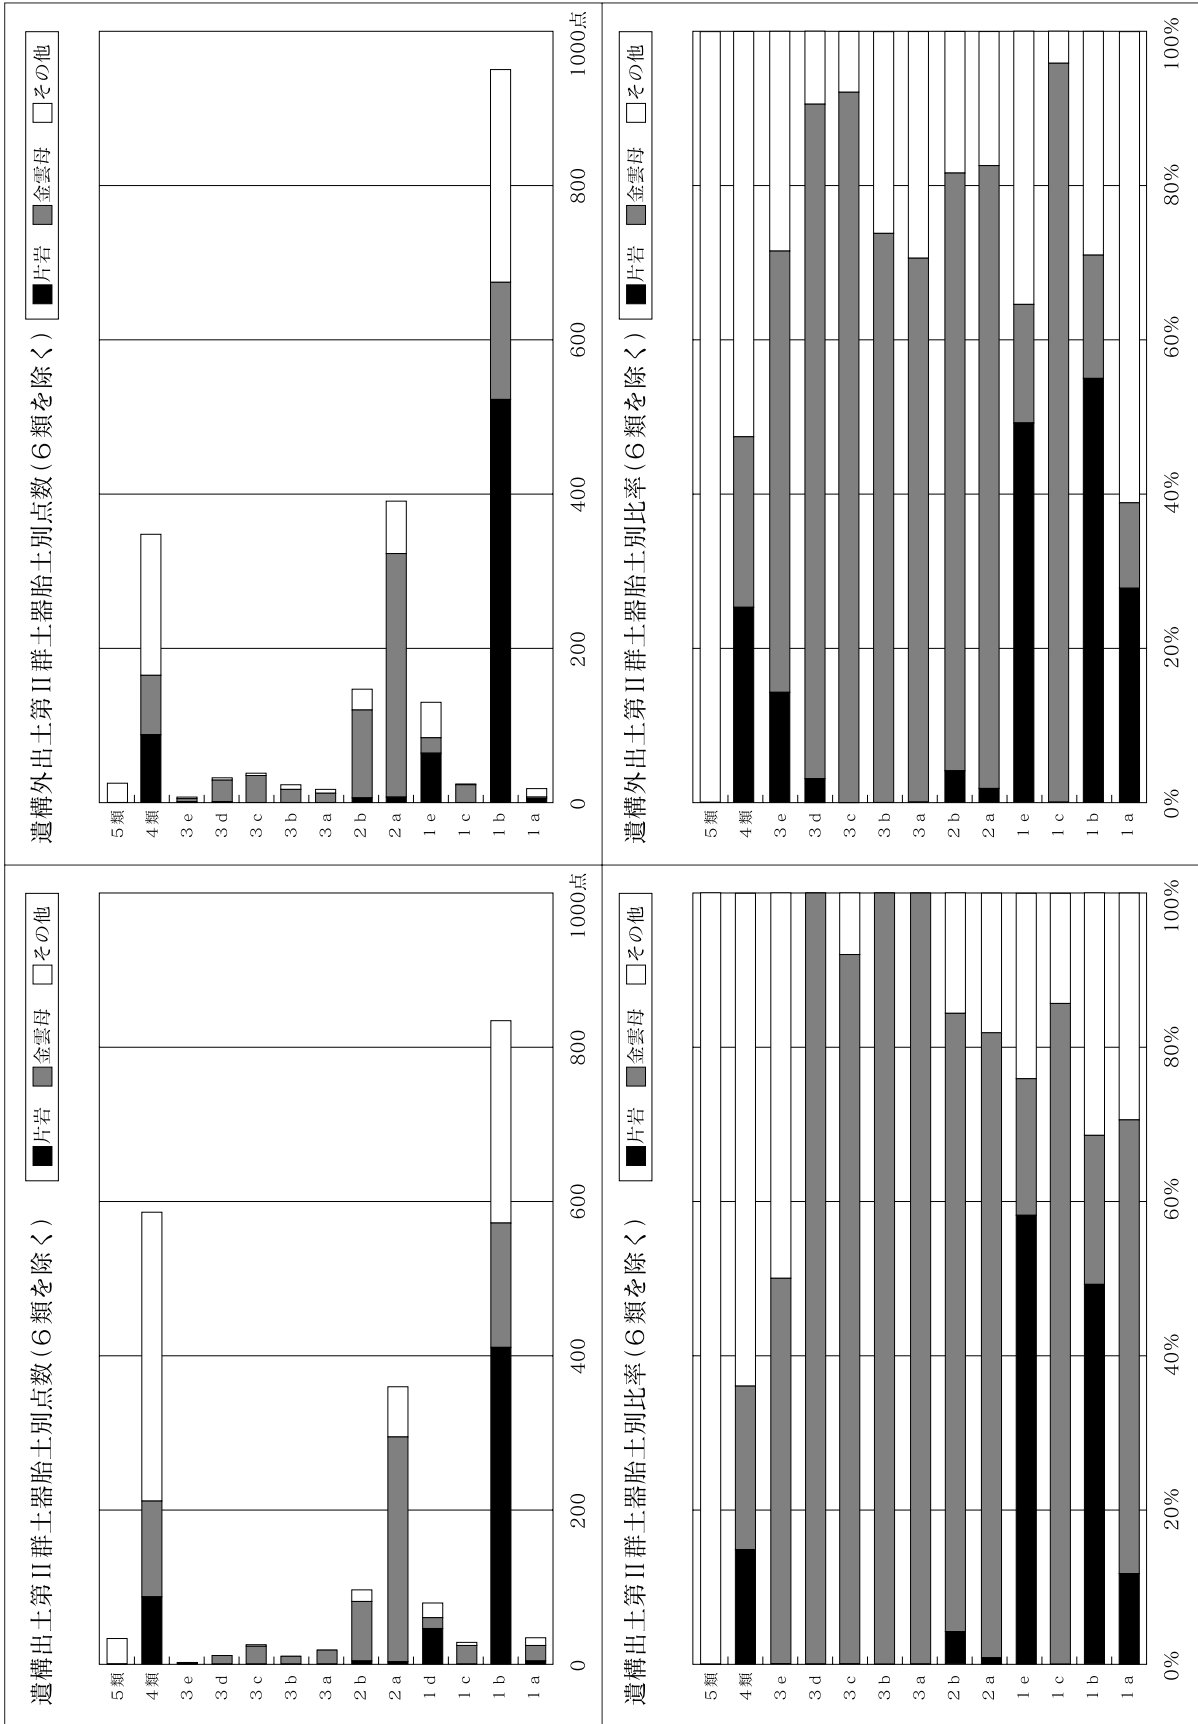 遺構出土第II群土器胎土別点数(6類を除く)
片岩 金雲母 その他
5類
4類
3e
3d
3c
3b
3a
2b
2a
1d
1c
1b
1a
0 200 400 600 800 1000点
遺構外出土第II群土器胎土別点数(6類を除く)
片岩 金雲母 その他
5類
4類
3e
3d
3c
3b
3a
2b
2a
1e
1c
1b
1a
0 200 400 600 800 1000点
遺構出土第II群土器胎土別比率(6類を除く)
片岩 金雲母 その他
5類
4類
3e
3d
3c
3b
3a
2b
2a
1e
1c
1b
1a
0% 20% 40% 60% 80% 100%
遺構外出土第II群土器胎土別比率(6類を除く)
片岩 金雲母 その他
5類
4類
3e
3d
3c
3b
3a
2b
2a
1e
1c
1b
1a
0% 20% 40% 60% 80% 100%